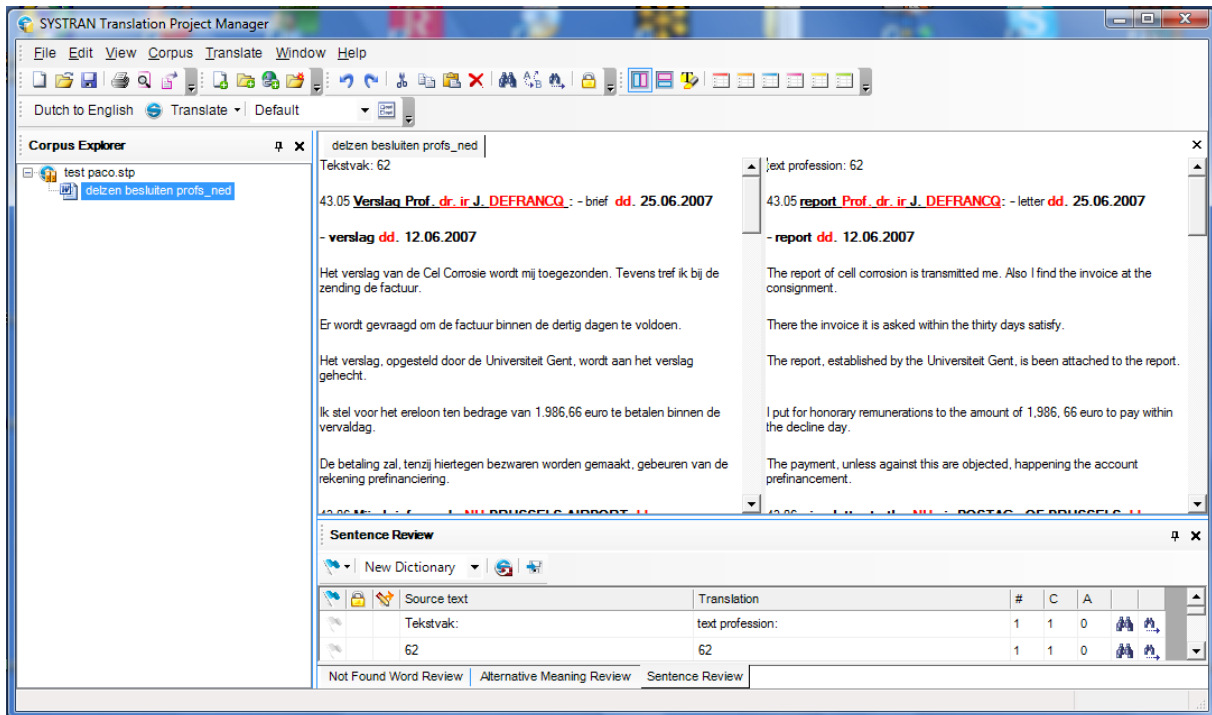 SYSTRAN Translation Project Manager
File Edit View Corpus Translate Window Help
Dutch to English Translate Default
Corpus Explorer
test paco.stp
delzen besluiten profs_ned
delzen besluiten profs_ned
Tekstvak: 62
43.05 Verslag Prof. dr. ir J. DEFRANCQ : - brief dd. 25.06.2007
- verslag dd. 12.06.2007
Het verslag van de Cel Corrosie wordt mij toegezonden. Tevens tref ik bij de
zending de factuur.
Er wordt gevraagd om de factuur binnen de dertig dagen te voldoen.
Het verslag, opgesteld door de Universiteit Gent, wordt aan het verslag
gehecht.
Ik stel voor het ereloon ten bedrage van 1.986,66 euro te betalen binnen de
vervaldag.
De betaling zal, tenzij hiertegen bezwaren worden gemaakt, gebeuren van de
rekening prefinanciering.
text profession: 62
43.05 report Prof. dr. ir J. DEFRANCQ: - letter dd. 25.06.2007
- report dd. 12.06.2007
The report of cell corrosion is transmitted me. Also I find the invoice at the
consignment.
There the invoice it is asked within the thirty days satisfy.
The report, established by the Universiteit Gent, is been attached to the report.
I put for honorary remunerations to the amount of 1,986, 66 euro to pay within
the decline day.
The payment, unless against this are objected, happening the account
prefinancement.
Sentence Review
New Dictionary
Source text Translation # C A
Tekstvak: text profession: 1 1 0
62 62 1 1 0
Not Found Word Review Alternative Meaning Review Sentence Review